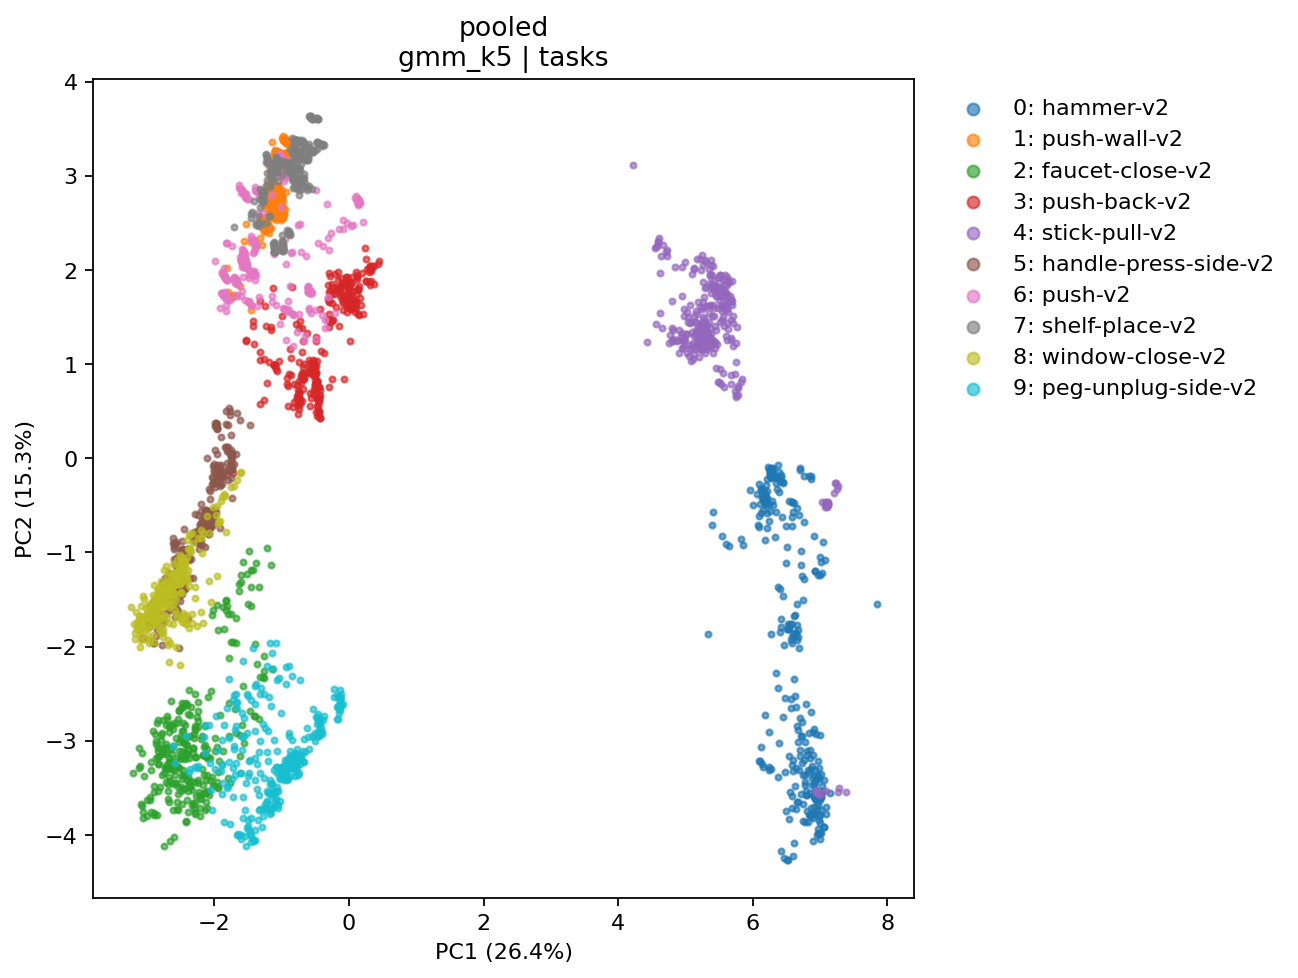 pooled
gmm_k5 | tasks
4
3
2
1
0
−1
−2
−3
−4
PC2 (15.3%)
−2
0
2
4
6
8
PC1 (26.4%)
0: hammer-v2
1: push-wall-v2
2: faucet-close-v2
3: push-back-v2
4: stick-pull-v2
5: handle-press-side-v2
6: push-v2
7: shelf-place-v2
8: window-close-v2
9: peg-unplug-side-v2